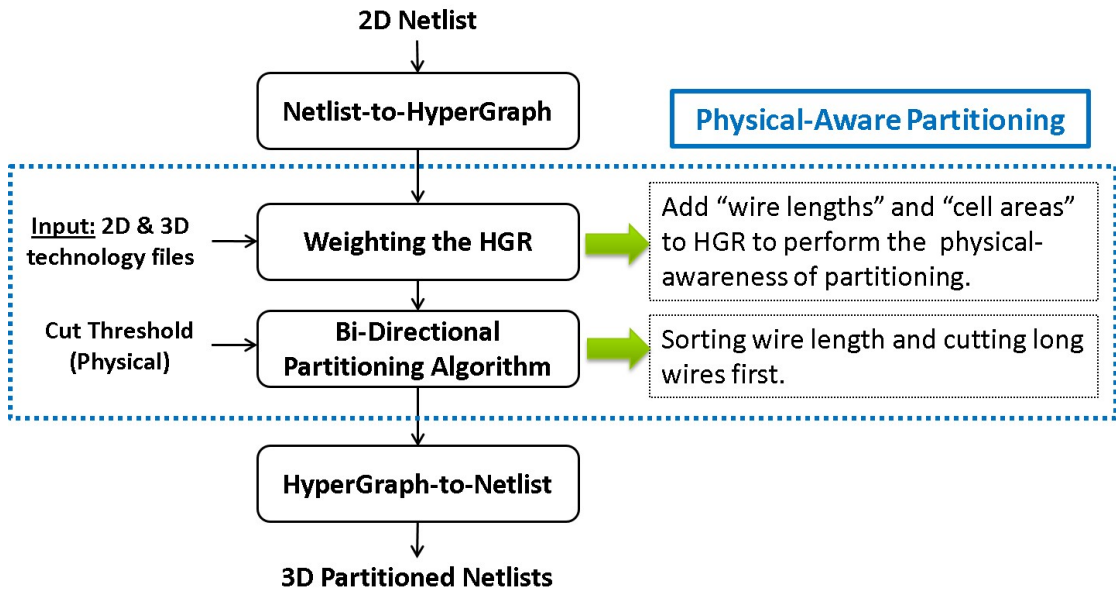 2D Netlist
Netlist-to-HyperGraph
Physical-Aware Partitioning
Input: 2D & 3D
technology files
Weighting the HGR
Add “wire lengths” and “cell areas”
to HGR to perform the physical-
awareness of partitioning.
Cut Threshold
(Physical)
Bi-Directional
Partitioning Algorithm
Sorting wire length and cutting long
wires first.
HyperGraph-to-Netlist
3D Partitioned Netlists